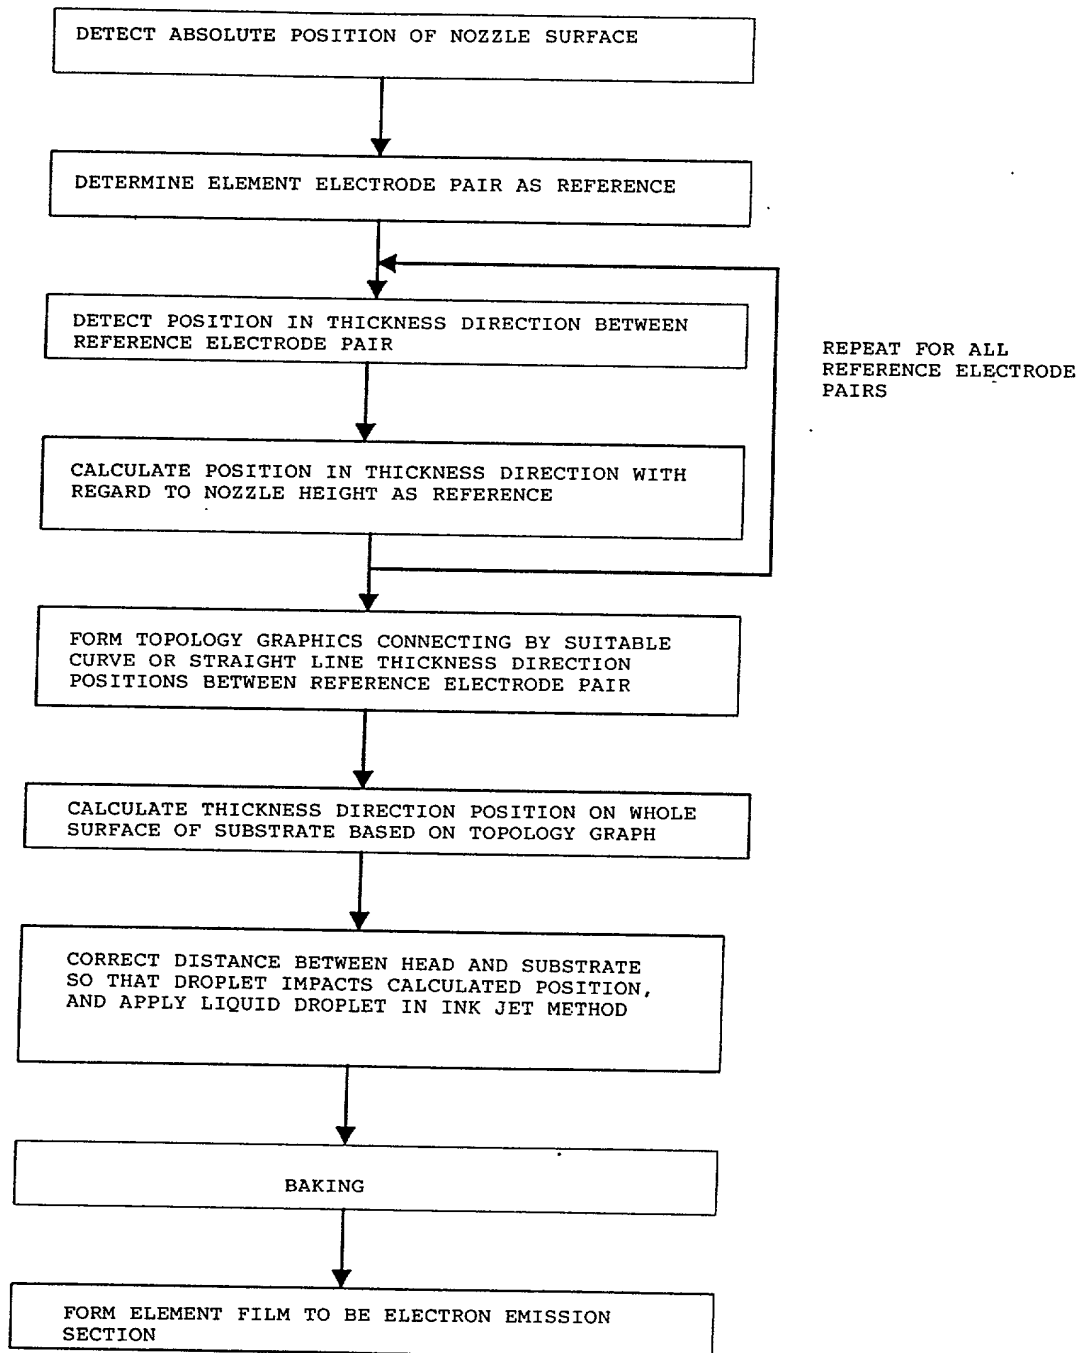 DETECT ABSOLUTE POSITION OF NOZZLE SURFACE
DETERMINE ELEMENT ELECTRODE PAIR AS REFERENCE
DETECT POSITION IN THICKNESS DIRECTION BETWEEN
REFERENCE ELECTRODE PAIR
REPEAT FOR ALL
REFERENCE ELECTRODE
PAIRS
CALCULATE POSITION IN THICKNESS DIRECTION WITH
REGARD TO NOZZLE HEIGHT AS REFERENCE
FORM TOPOLOGY GRAPHICS CONNECTING BY SUITABLE
CURVE OR STRAIGHT LINE THICKNESS DIRECTION
POSITIONS BETWEEN REFERENCE ELECTRODE PAIR
CALCULATE THICKNESS DIRECTION POSITION ON WHOLE
SURFACE OF SUBSTRATE BASED ON TOPOLOGY GRAPH
CORRECT DISTANCE BETWEEN HEAD AND SUBSTRATE
SO THAT DROPLET IMPACTS CALCULATED POSITION,
AND APPLY LIQUID DROPLET IN INK JET METHOD
BAKING
FORM ELEMENT FILM TO BE ELECTRON EMISSION
SECTION